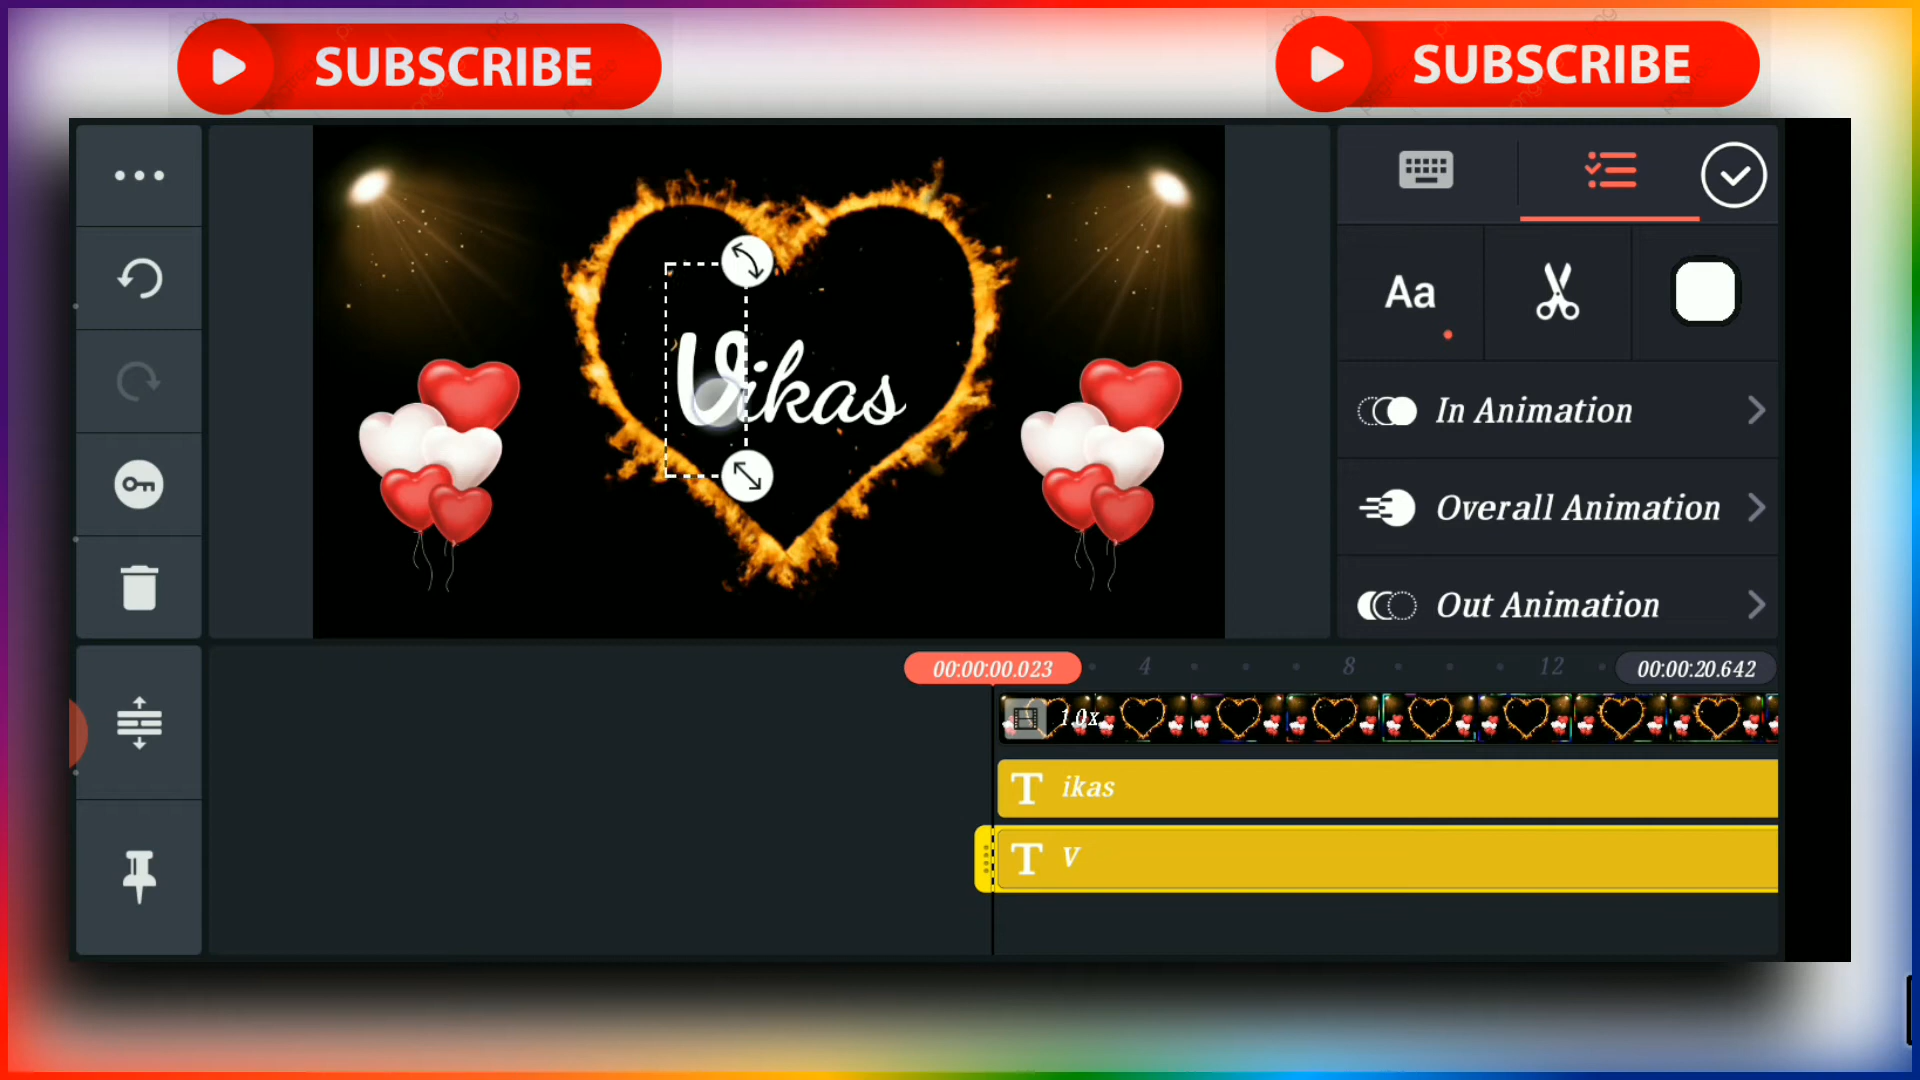 SUBSCRIBE
SUBSCRIBE
Vikas
Aa
In Animation
Overall Animation
Out Animation
00:00:00.023
4
8
12
00:00:20.642
1.0x
T ikas
T V